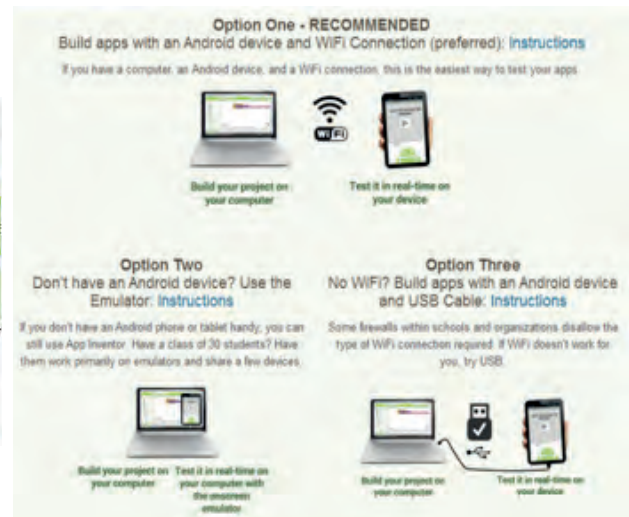 Option One - RECOMMENDED
Build apps with an Android device and WiFi Connection (preferred): Instructions
If you have a computer, an Android device, and a WiFi connection, this is the easiest way to test your apps
WiFi
Build your project on
your computer
Test it in real-time on
your device
Option Two
Don't have an Android device? Use the
Emulator: Instructions
If you don't have an Android phone or tablet handy, you can
still use App Inventor. Have a class of 30 students? Have
them work primarily on emulators and share a few devices.
Build your project on
your computer
Test it in real-time on
your computer with
the onscreen
emulator
Option Three
No WiFi? Build apps with an Android device
and USB Cable: Instructions
Some firewalls within schools and organizations disallow the
type of WiFi connection required. If WiFi doesn't work for
you, try USB.
Build your project on
your computer
Test it in real-time on
your device